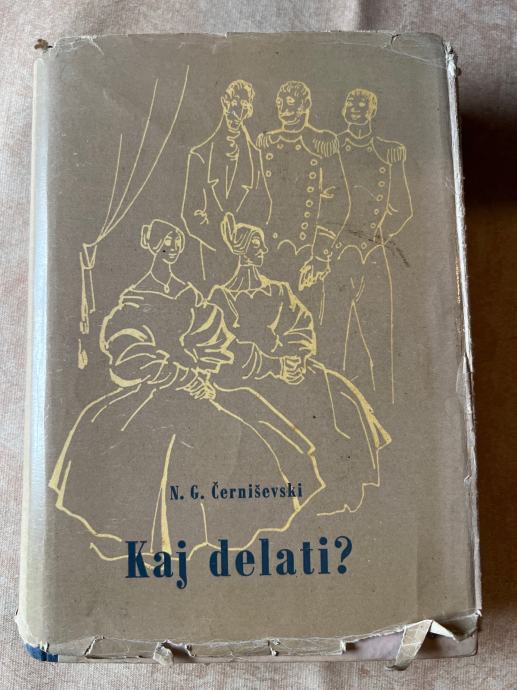 N. G. Černiševski
Kaj delati?